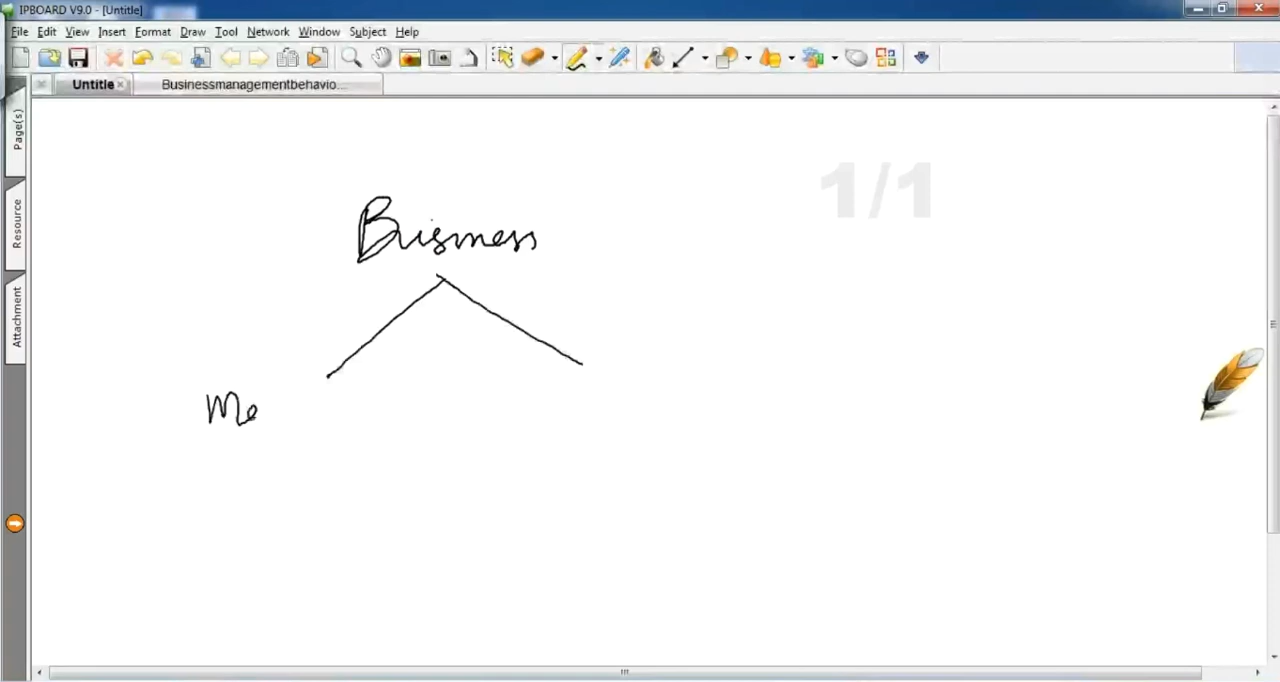 IPBOARD V9.0 - [Untitle]
File Edit View Insert Format Draw Tool Network Window Subject Help
Untitle Businessmanagementbehavio...
Page(s)
Resource
Attachment
1/1
Business
Me